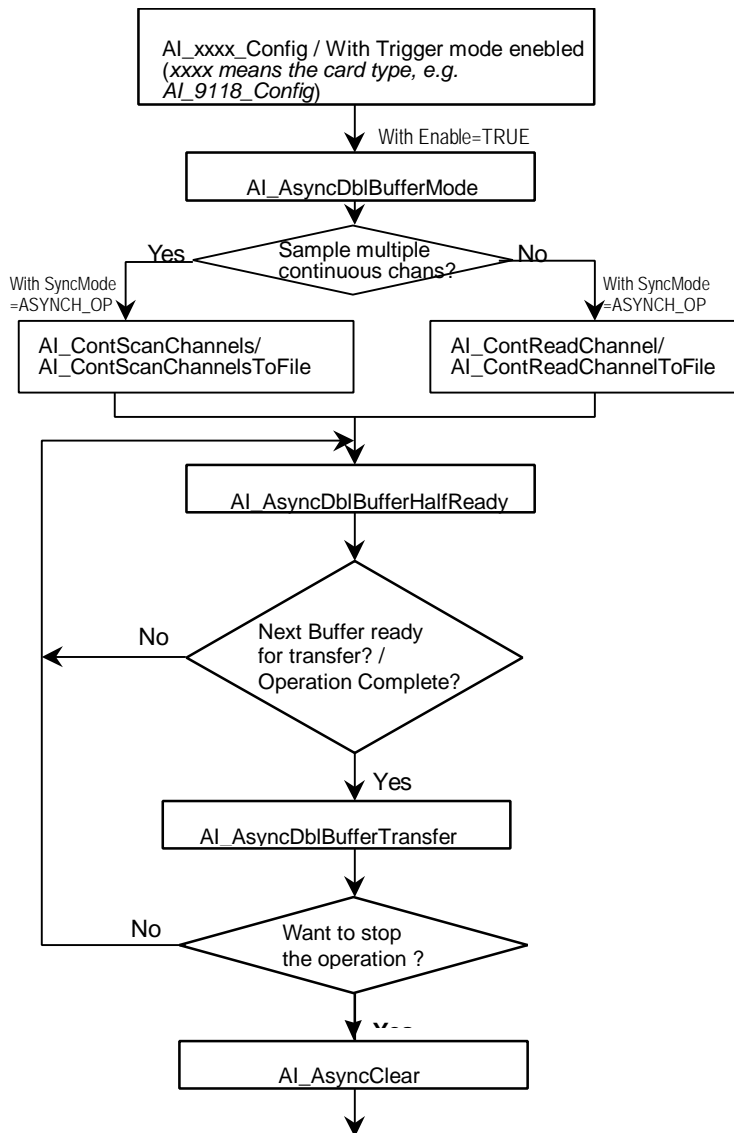 AI_xxxx_Config / With Trigger mode enebled
(xxxx means the card type, e.g.
AI_9118_Config)
With Enable=TRUE
AI_AsyncDblBufferMode
Yes
Sample multiple
continuous chans?
No
With SyncMode
=ASYNCH_OP
With SyncMode
=ASYNCH_OP
AI_ContScanChannels/
AI_ContScanChannelsToFile
AI_ContReadChannel/
AI_ContReadChannelToFile
AI_AsyncDblBufferHalfReady
No
Next Buffer ready
for transfer? /
Operation Complete?
Yes
AI_AsyncDblBufferTransfer
No
Want to stop
the operation ?
Yes
AI_AsyncClear